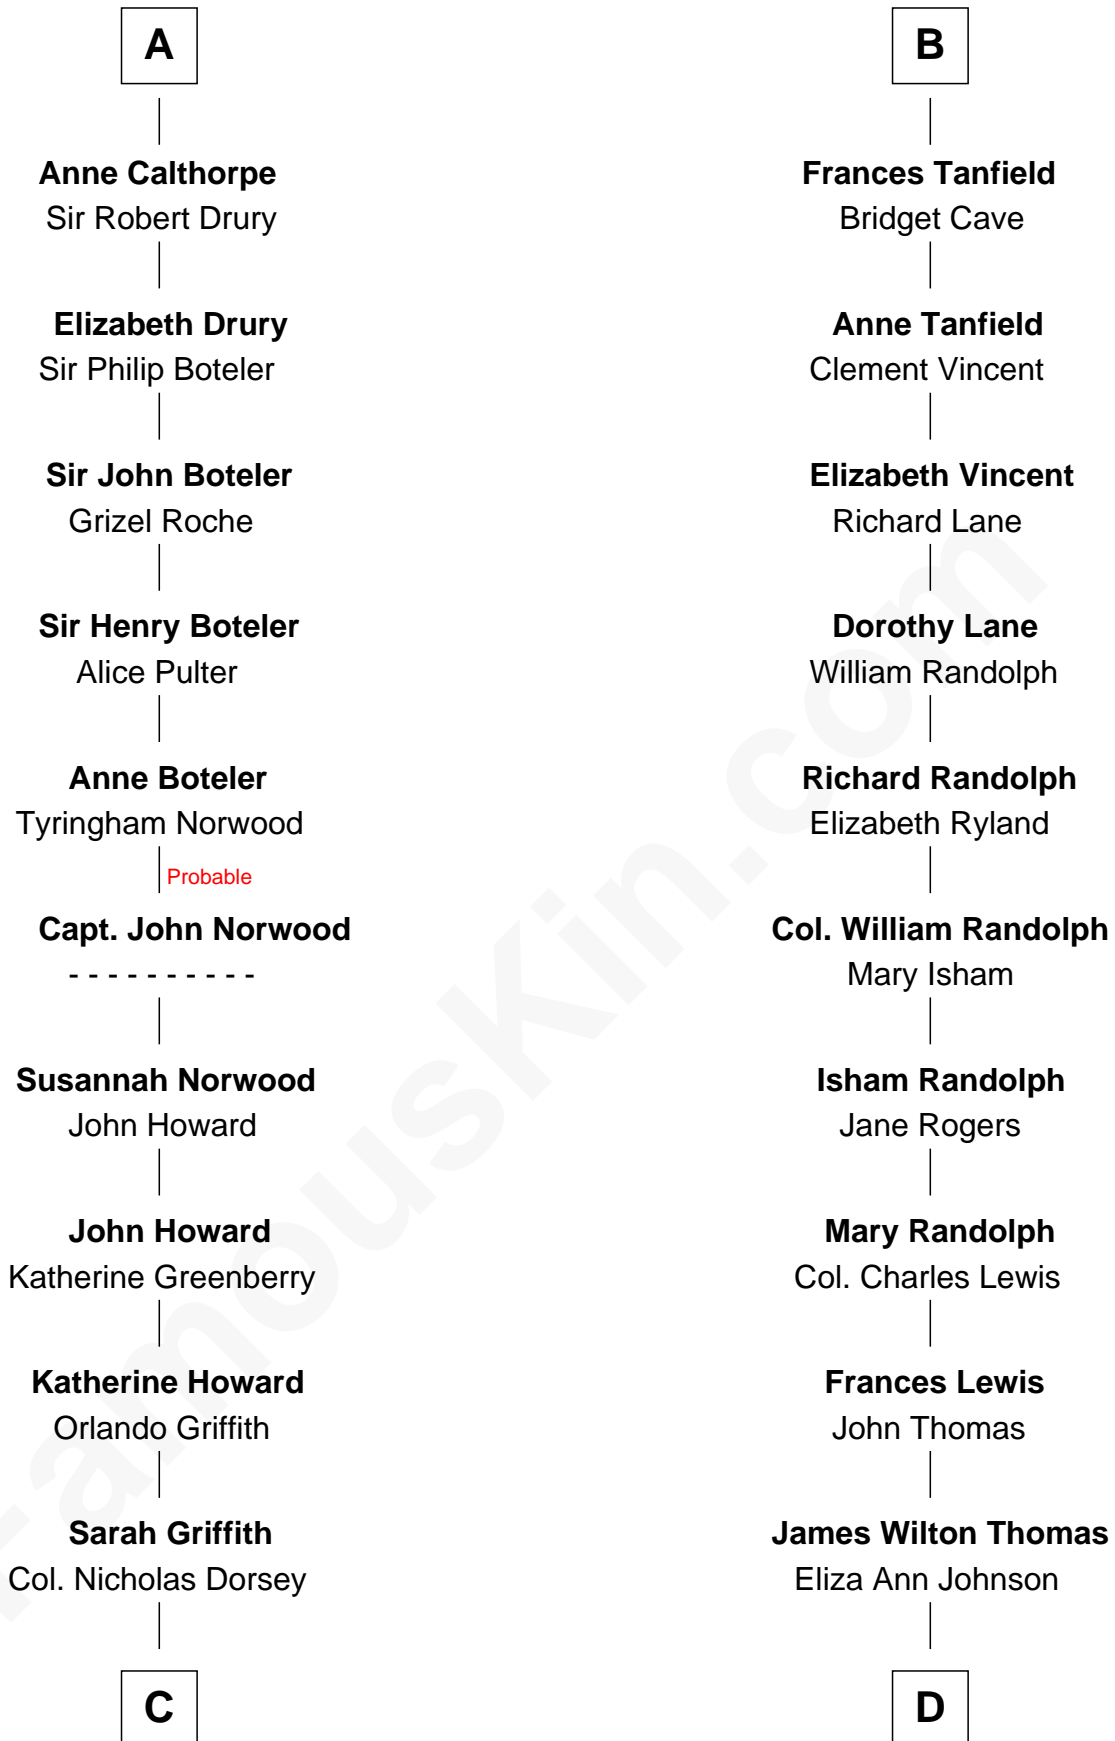 A
Anne Calthorpe
Sir Robert Drury
Elizabeth Drury
Sir Philip Boteler
Sir John Boteler
Grizel Roche
Sir Henry Boteler
Alice Pulter
Anne Boteler
Tyringham Norwood
Probable
Capt. John Norwood
- - - - - - - - - -
Susannah Norwood
John Howard
John Howard
Katherine Greenberry
Katherine Howard
Orlando Griffith
Sarah Griffith
Col. Nicholas Dorsey
C
B
Frances Tanfield
Bridget Cave
Anne Tanfield
Clement Vincent
Elizabeth Vincent
Richard Lane
Dorothy Lane
William Randolph
Richard Randolph
Elizabeth Ryland
Col. William Randolph
Mary Isham
Isham Randolph
Jane Rogers
Mary Randolph
Col. Charles Lewis
Frances Lewis
John Thomas
James Wilton Thomas
Eliza Ann Johnson
D
FamousKin.com